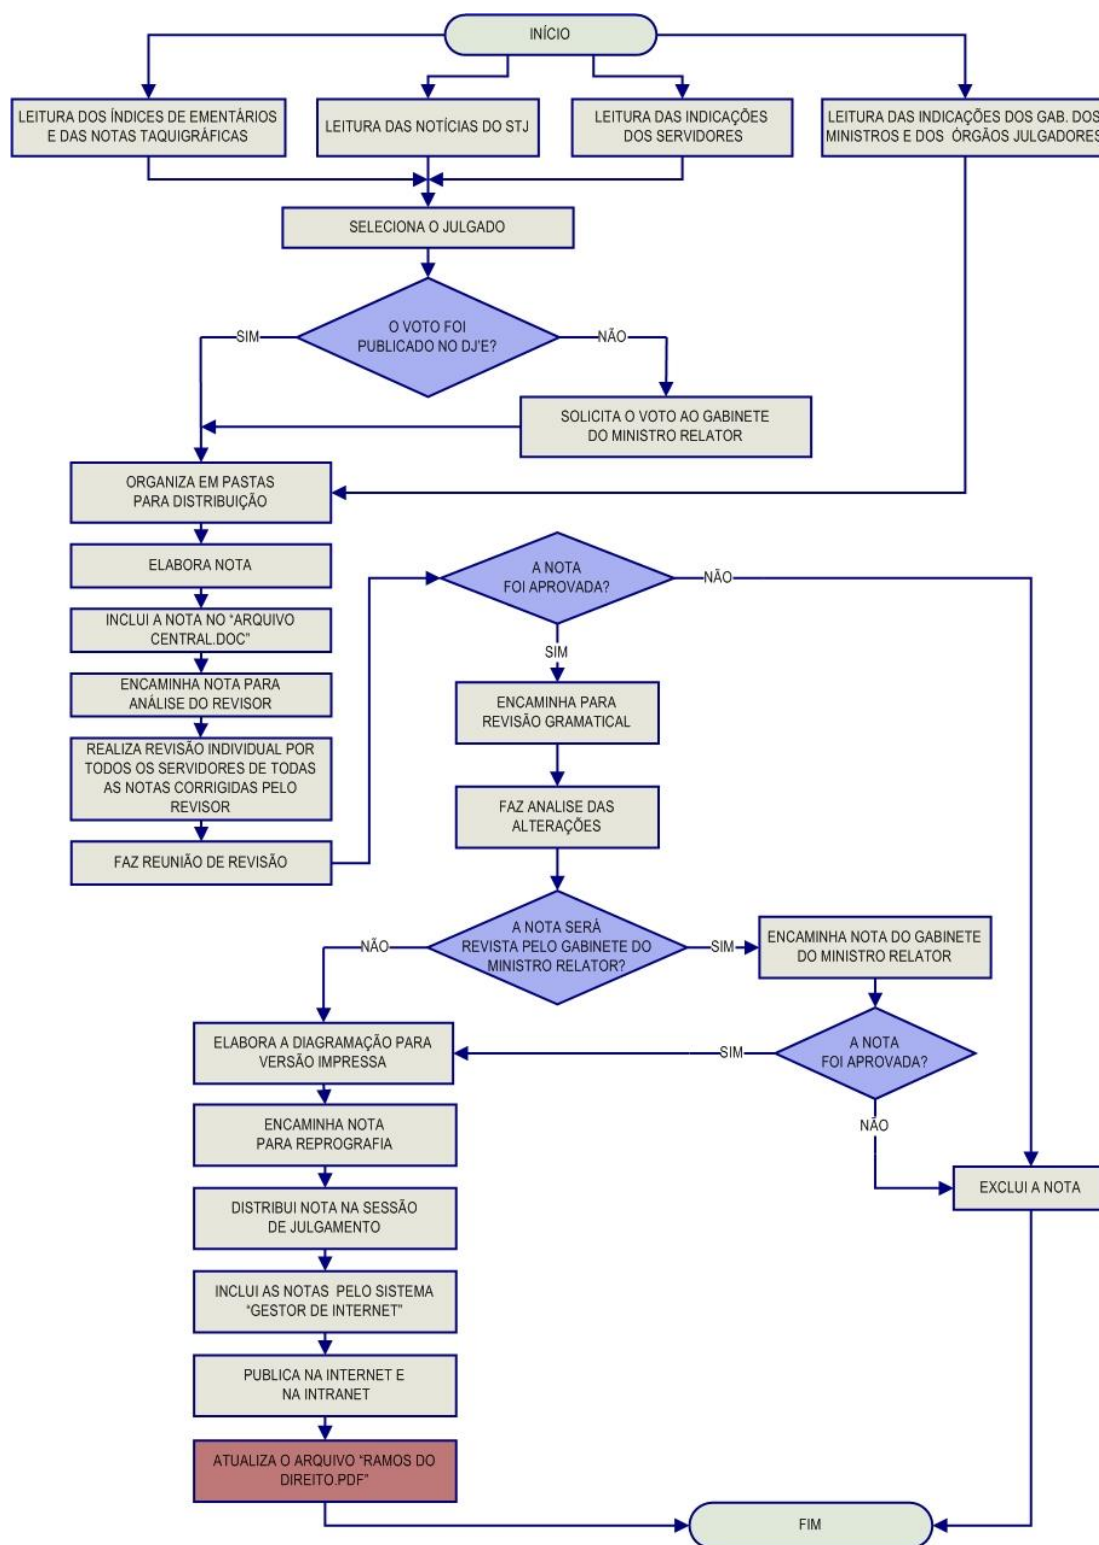 INÍCIO
LEITURA DOS ÍNDICES DE EMENTÁRIOS
E DAS NOTAS TAQUIGRÁFICAS
LEITURA DAS NOTÍCIAS DO STJ
LEITURA DAS INDICAÇÕES
DOS SERVIDORES
LEITURA DAS INDICAÇÕES DOS GAB. DOS
MINISTROS E DOS ÓRGÃOS JULGADORES
SELECIONA O JULGADO
O VOTO FOI
PUBLICADO NO DJ'E?
SIM
NÃO
SOLICITA O VOTO AO GABINETE
DO MINISTRO RELATOR
ORGANIZA EM PASTAS
PARA DISTRIBUIÇÃO
ELABORA NOTA
INCLUI A NOTA NO “ARQUIVO
CENTRAL.DOC”
ENCAMINHA NOTA PARA
ANÁLISE DO REVISOR
REALIZA REVISÃO INDIVIDUAL POR
TODOS OS SERVIDORES DE TODAS
AS NOTAS CORRIGIDAS PELO
REVISOR
FAZ REUNIÃO DE REVISÃO
A NOTA
FOI APROVADA?
NÃO
SIM
ENCAMINHA PARA
REVISÃO GRAMATICAL
FAZ ANALISE DAS
ALTERAÇÕES
A NOTA SERÁ
REVISTA PELO GABINETE DO
MINISTRO RELATOR?
NÃO
SIM
ENCAMINHA NOTA DO GABINETE
DO MINISTRO RELATOR
A NOTA
FOI APROVADA?
SIM
NÃO
EXCLUI A NOTA
ELABORA A DIAGRAMAÇÃO PARA
VERSÃO IMPRESSA
ENCAMINHA NOTA
PARA REPROGRAFIA
DISTRIBUI NOTA NA SESSÃO
DE JULGAMENTO
INCLUI AS NOTAS PELO SISTEMA
“GESTOR DE INTERNET”
PUBLICA NA INTERNET E
NA INTRANET
ATUALIZA O ARQUIVO “RAMOS DO
DIREITO.PDF”
FIM